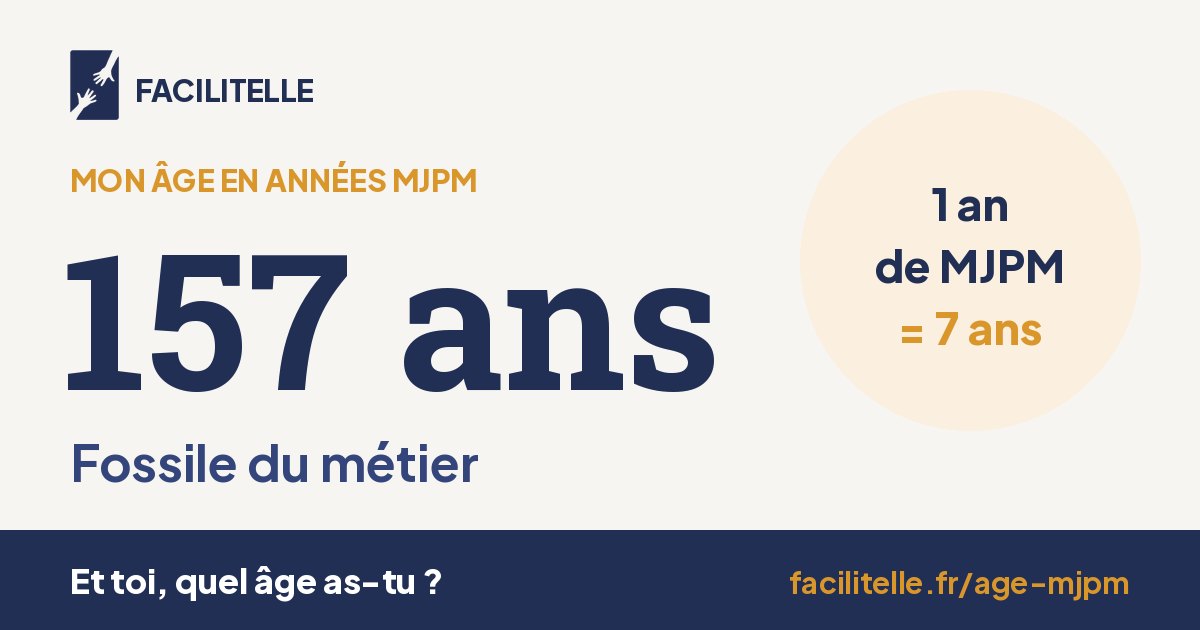 FACILITELLE
MON ÂGE EN ANNÉES MJPM
157 ans
Fossile du métier
1 an
de MJPM
= 7 ans
Et toi, quel âge as-tu ?
facilitelle.fr/age-mjpm